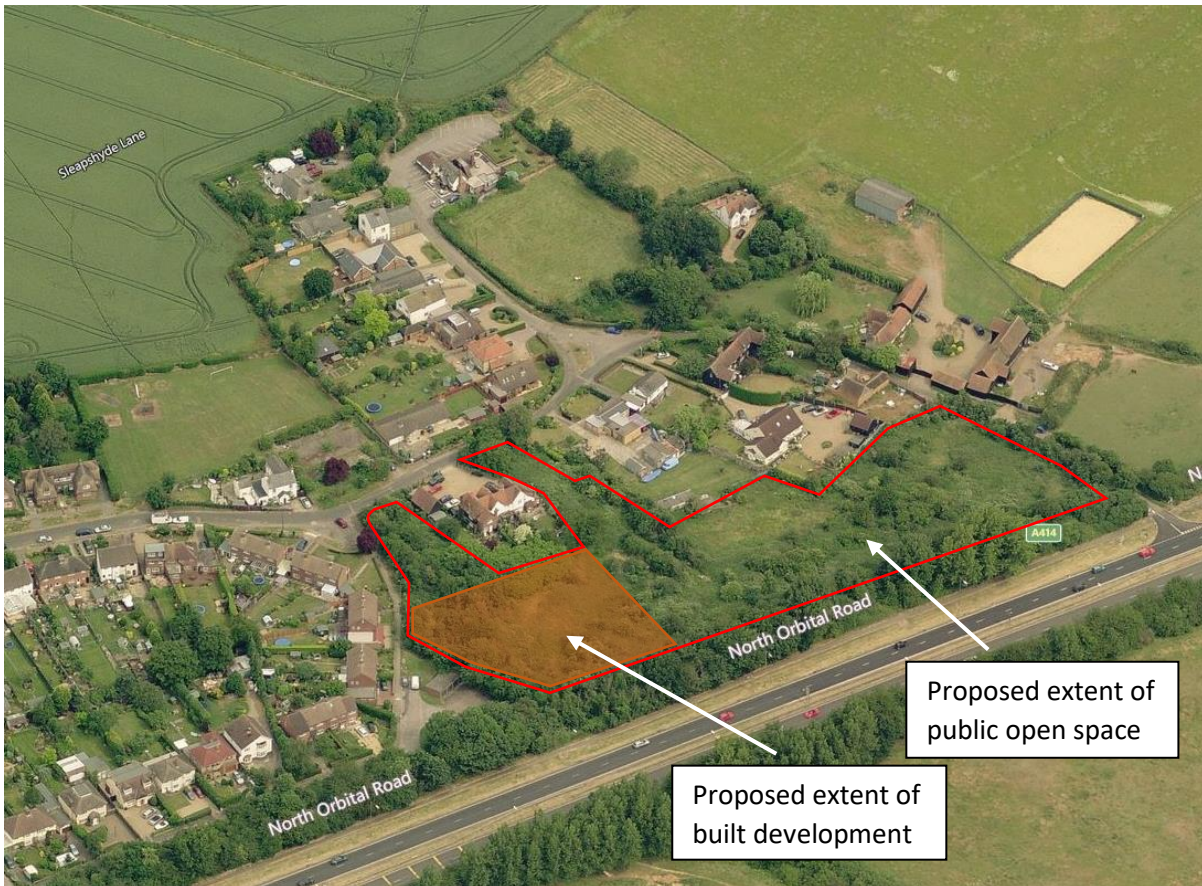 Sleapshyde Lane
N
A414
North Orbital Road
Proposed extent of
public open space
Proposed extent of
built development
North Orbital Road